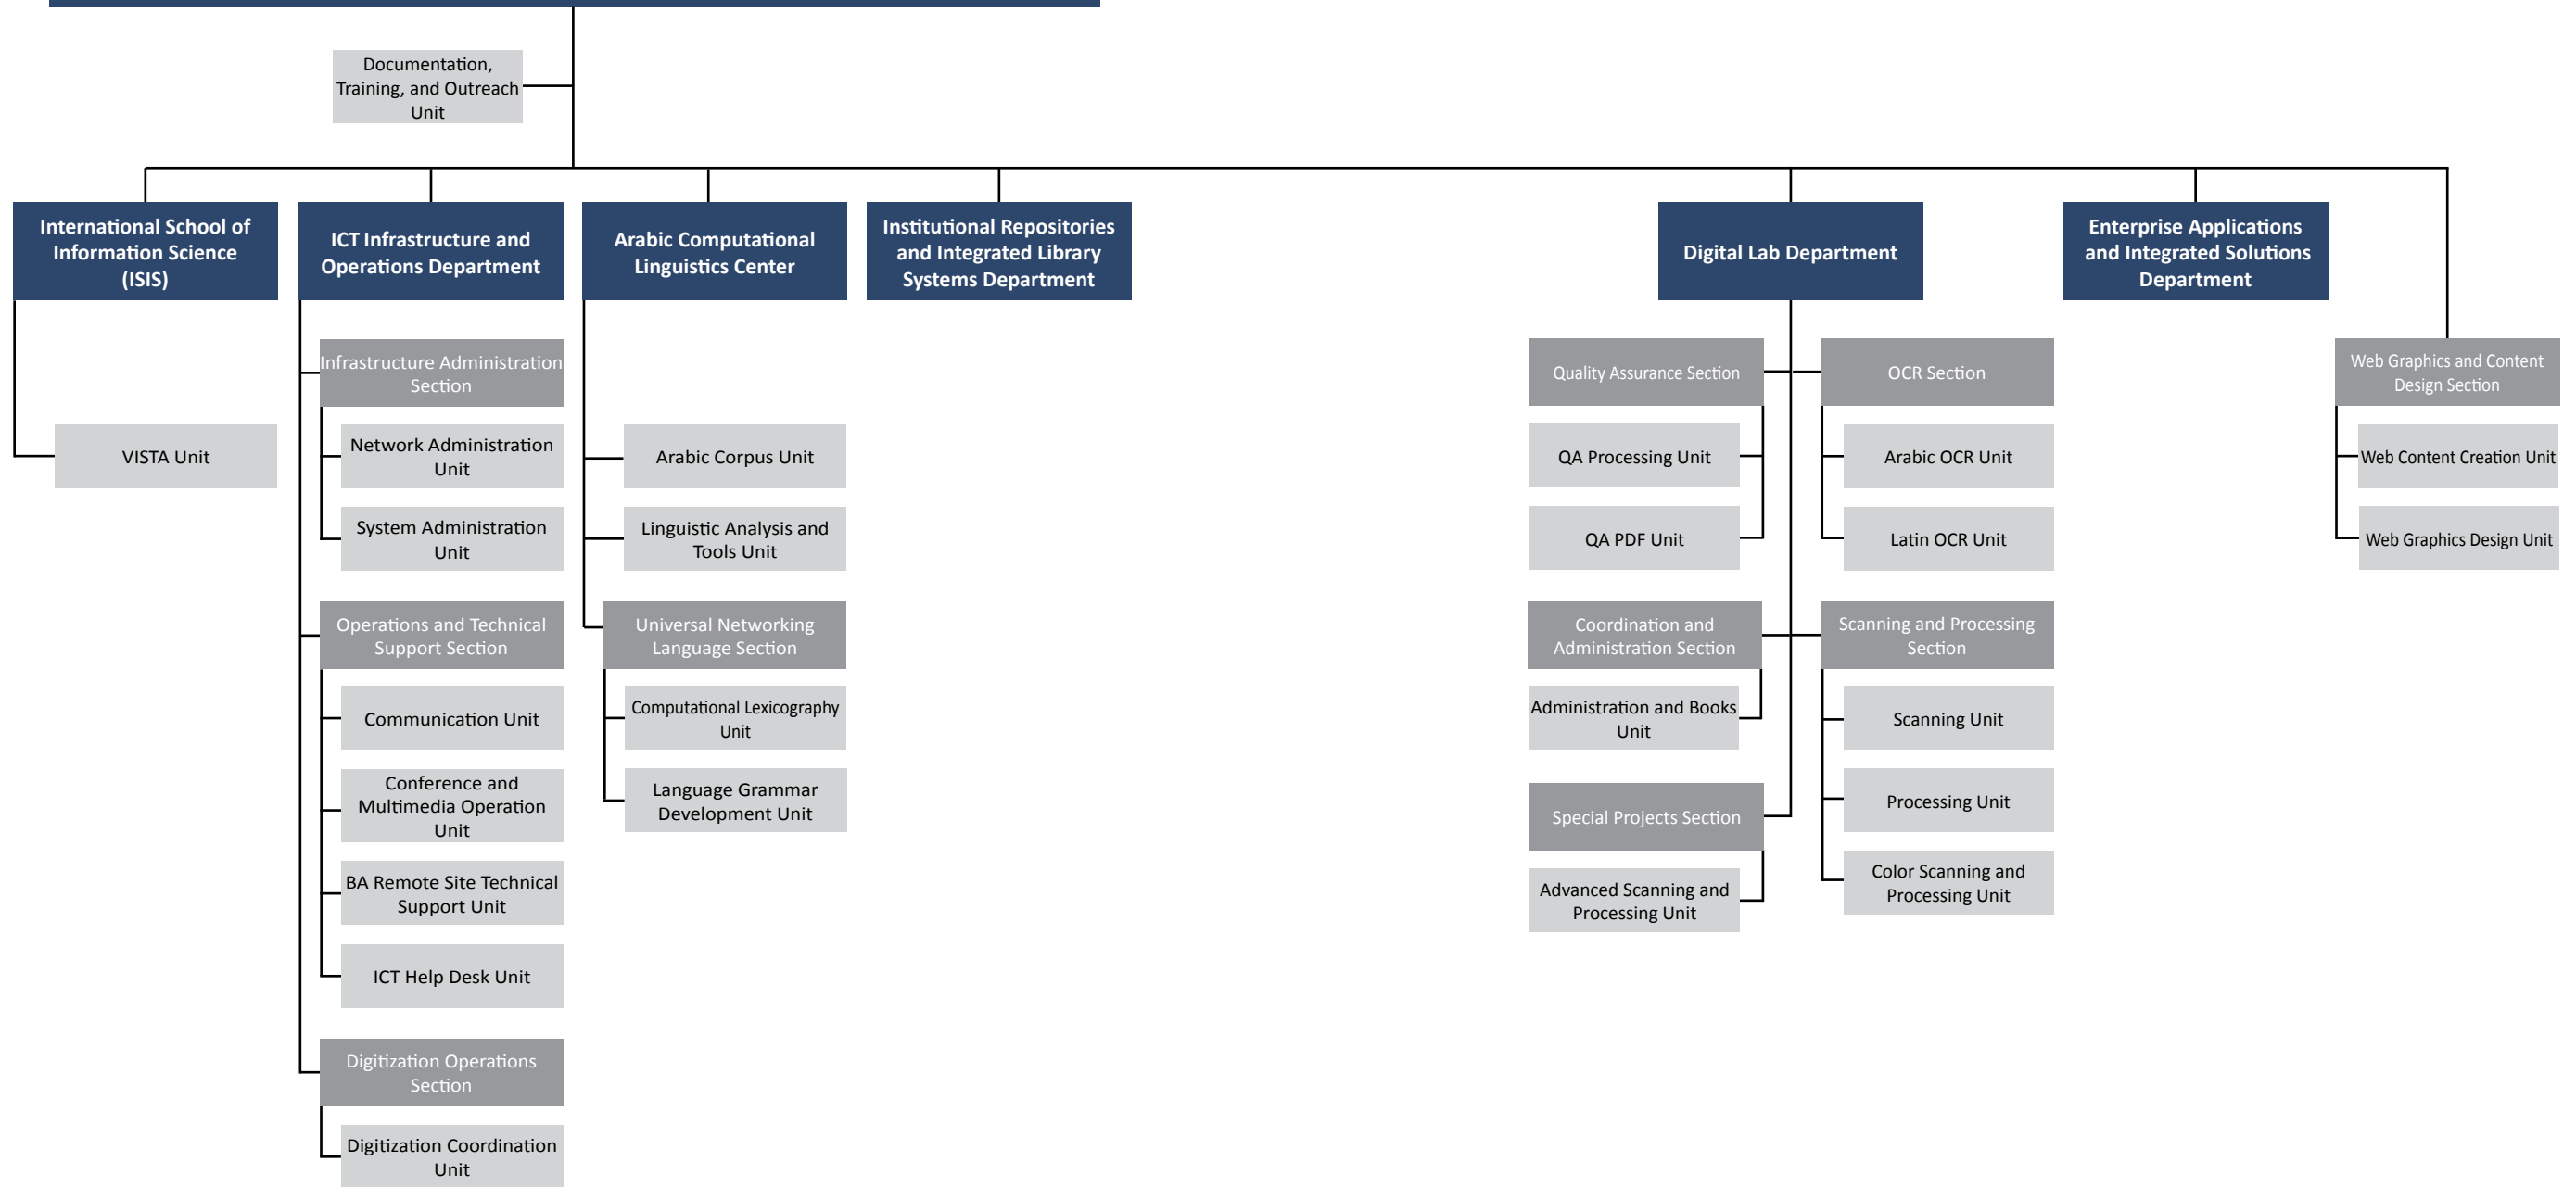 Documentation,
Training, and Outreach
Unit
International School of
Information Science
(ISIS)
ICT Infrastructure and
Operations Department
Arabic Computational
Linguistics Center
Institutional Repositories
and Integrated Library
Systems Department
Digital Lab Department
Enterprise Applications
and Integrated Solutions
Department
VISTA Unit
Infrastructure Administration
Section
Network Administration
Unit
System Administration
Unit
Operations and Technical
Support Section
Communication Unit
Conference and
Multimedia Operation
Unit
BA Remote Site Technical
Support Unit
ICT Help Desk Unit
Digitization Operations
Section
Digitization Coordination
Unit
Arabic Corpus Unit
Linguistic Analysis and
Tools Unit
Universal Networking
Language Section
Computational Lexicography
Unit
Language Grammar
Development Unit
Quality Assurance Section
QA Processing Unit
QA PDF Unit
Coordination and
Administration Section
Administration and Books
Unit
Special Projects Section
Advanced Scanning and
Processing Unit
OCR Section
Arabic OCR Unit
Latin OCR Unit
Scanning and Processing
Section
Scanning Unit
Processing Unit
Color Scanning and
Processing Unit
Web Graphics and Content
Design Section
Web Content Creation Unit
Web Graphics Design Unit